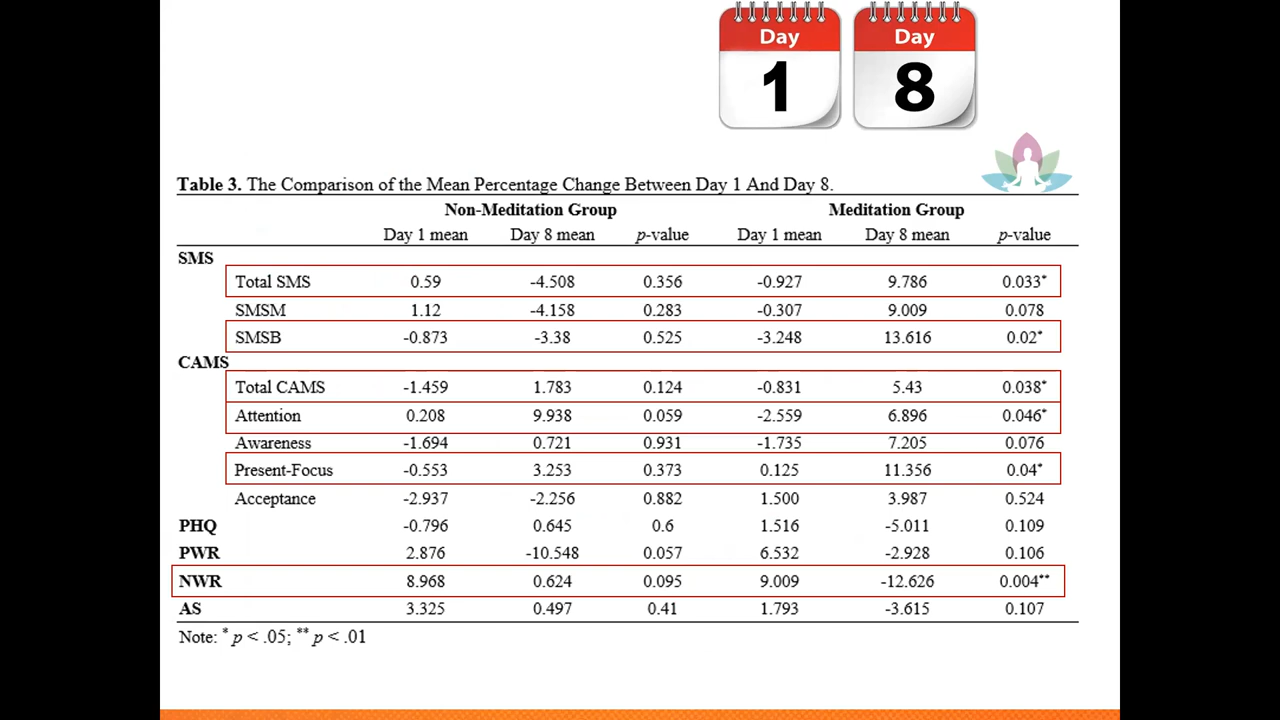 Day Day
1 8
Table 3. The Comparison of the Mean Percentage Change Between Day 1 And Day 8.
Non-Meditation Group Meditation Group
Day 1 mean Day 8 mean p-value Day 1 mean Day 8 mean p-value
SMS
Total SMS 0.59 -4.508 0.356 -0.927 9.786 0.033*
SMSM 1.12 -4.158 0.283 -0.307 9.009 0.078
SMSB -0.873 -3.38 0.525 -3.248 13.616 0.02*
CAMS
Total CAMS -1.459 1.783 0.124 -0.831 5.43 0.038*
Attention 0.208 9.938 0.059 -2.559 6.896 0.046*
Awareness -1.694 0.721 0.931 -1.735 7.205 0.076
Present-Focus -0.553 3.253 0.373 0.125 11.356 0.04*
Acceptance -2.937 -2.256 0.882 1.500 3.987 0.524
PHQ -0.796 0.645 0.6 1.516 -5.011 0.109
PWR 2.876 -10.548 0.057 6.532 -2.928 0.106
NWR 8.968 0.624 0.095 9.009 -12.626 0.004**
AS 3.325 0.497 0.41 1.793 -3.615 0.107
Note: * p < .05; ** p < .01